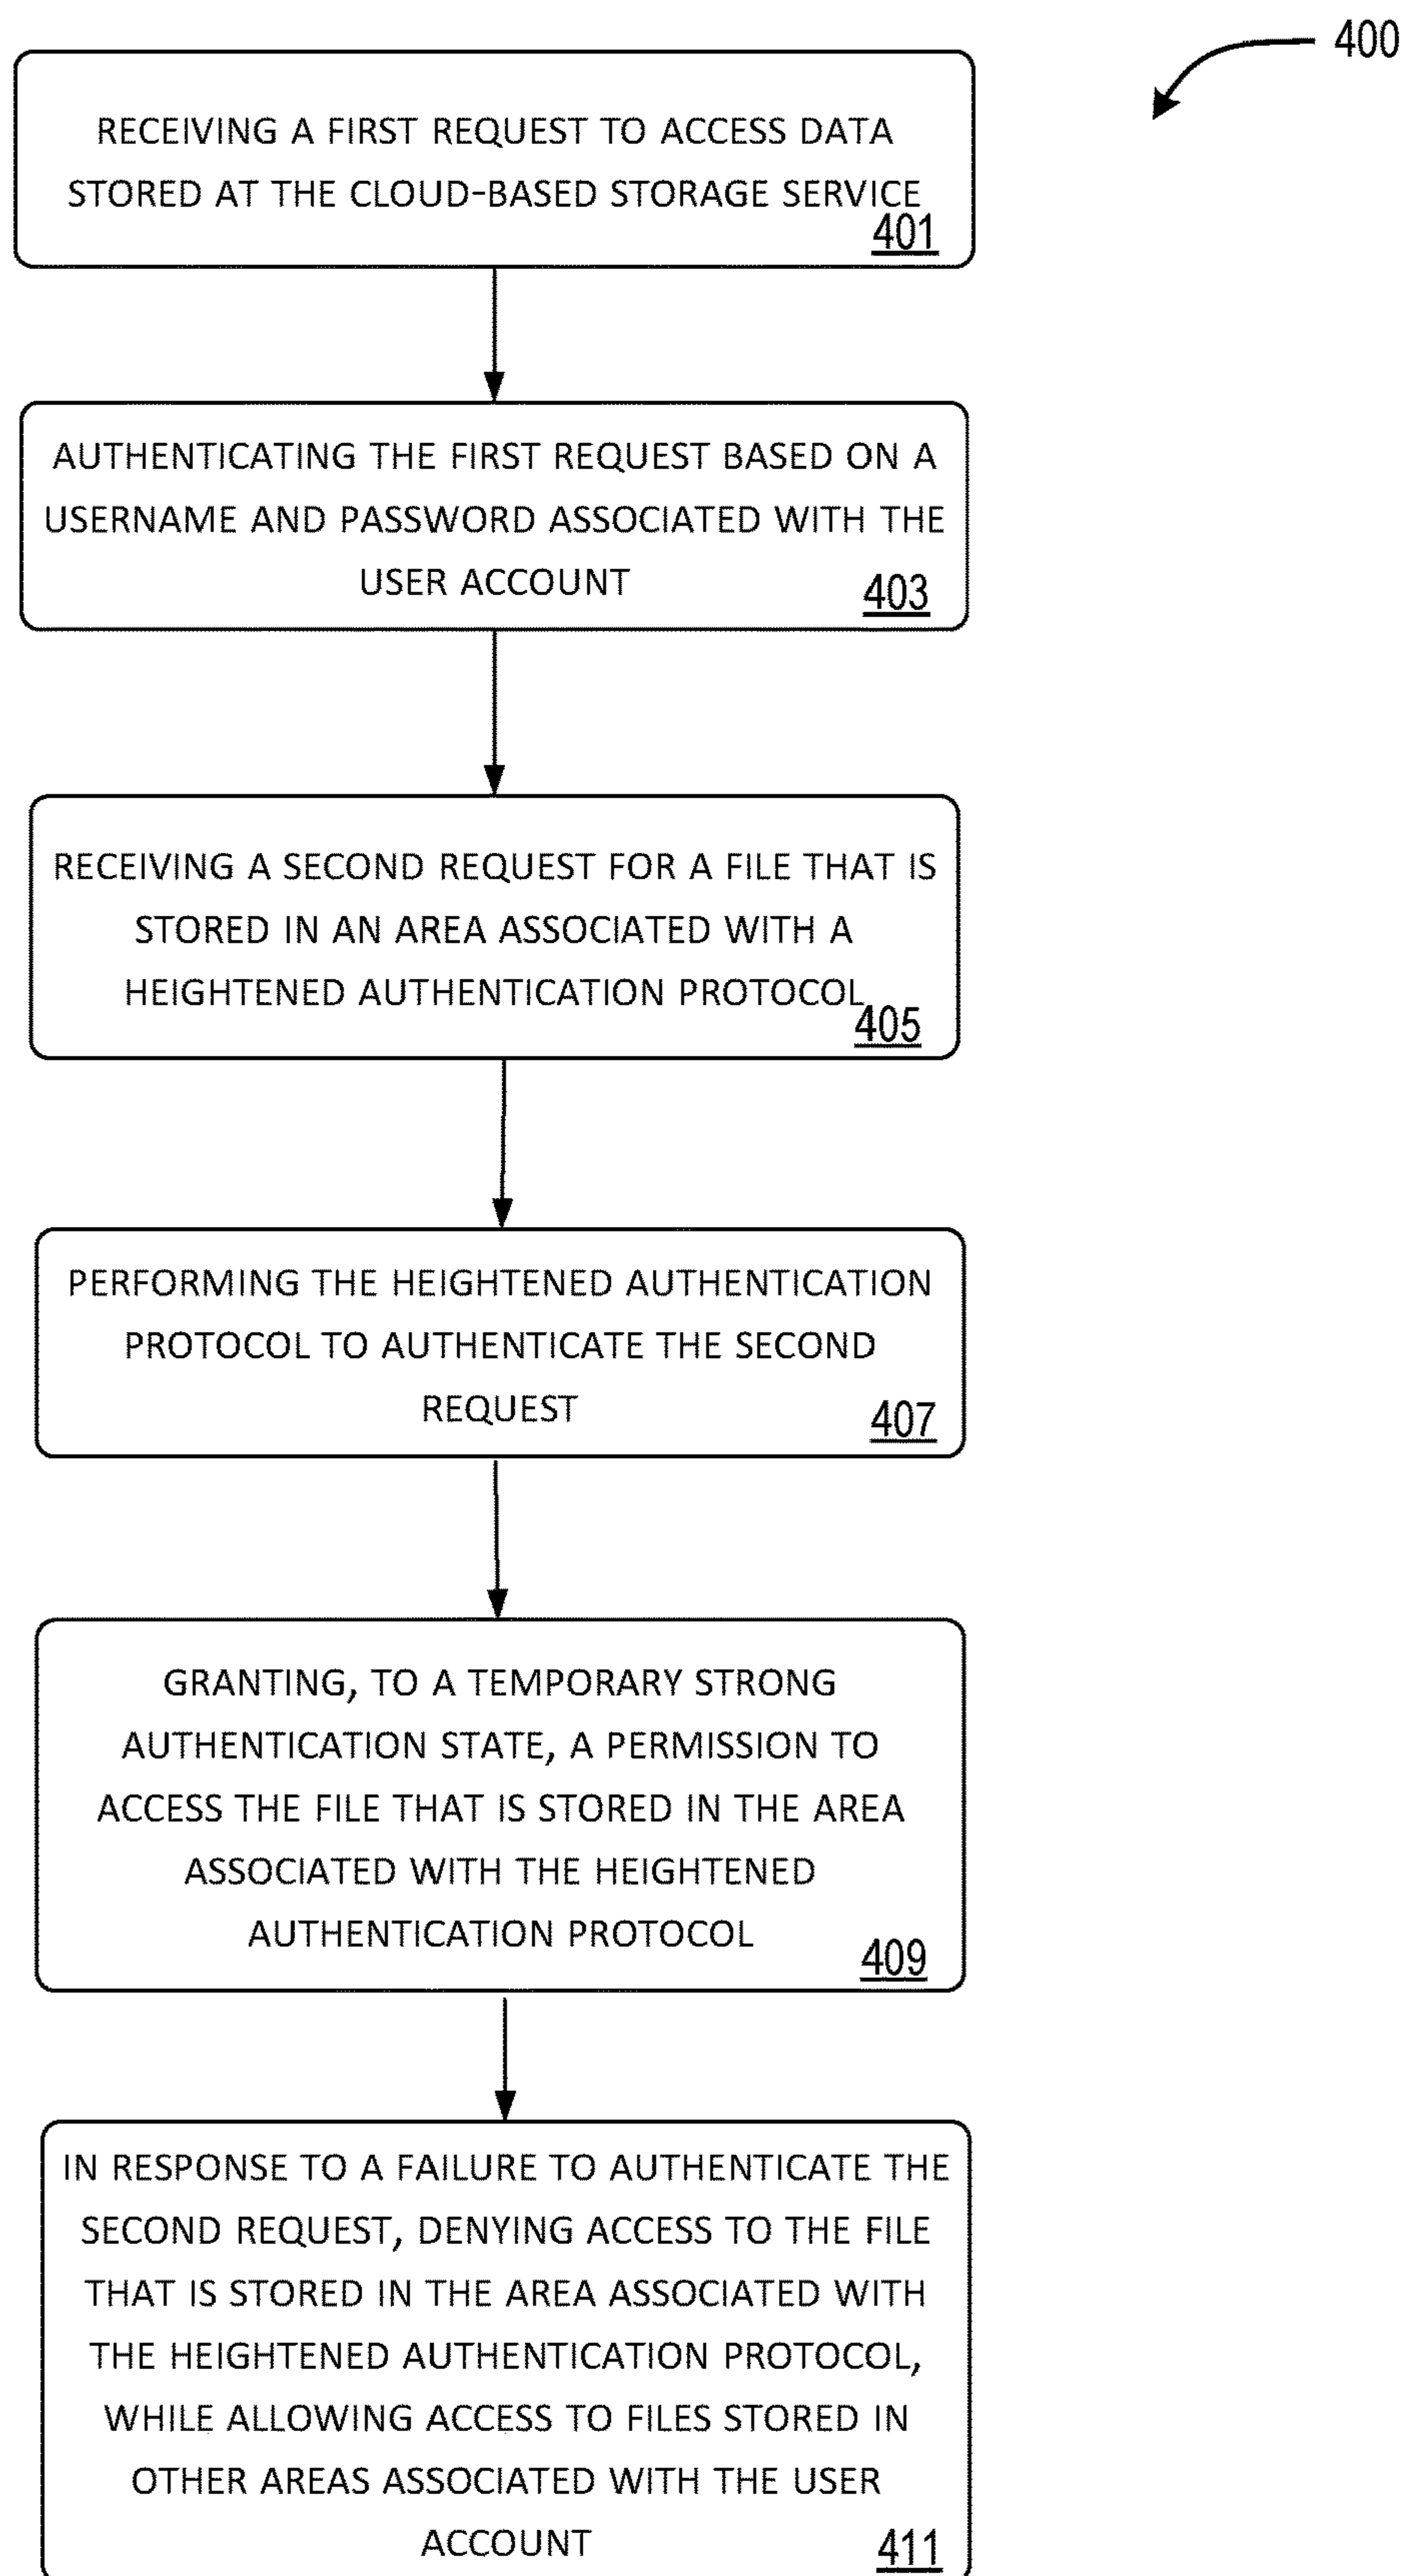 400
RECEIVING A FIRST REQUEST TO ACCESS DATA
STORED AT THE CLOUD-BASED STORAGE SERVICE
401
AUTHENTICATING THE FIRST REQUEST BASED ON A
USERNAME AND PASSWORD ASSOCIATED WITH THE
USER ACCOUNT
403
RECEIVING A SECOND REQUEST FOR A FILE THAT IS
STORED IN AN AREA ASSOCIATED WITH A
HEIGHTENED AUTHENTICATION PROTOCOL
405
PERFORMING THE HEIGHTENED AUTHENTICATION
PROTOCOL TO AUTHENTICATE THE SECOND
REQUEST
407
GRANTING, TO A TEMPORARY STRONG
AUTHENTICATION STATE, A PERMISSION TO
ACCESS THE FILE THAT IS STORED IN THE AREA
ASSOCIATED WITH THE HEIGHTENED
AUTHENTICATION PROTOCOL
409
IN RESPONSE TO A FAILURE TO AUTHENTICATE THE
SECOND REQUEST, DENYING ACCESS TO THE FILE
THAT IS STORED IN THE AREA ASSOCIATED WITH
THE HEIGHTENED AUTHENTICATION PROTOCOL,
WHILE ALLOWING ACCESS TO FILES STORED IN
OTHER AREAS ASSOCIATED WITH THE USER
ACCOUNT
411